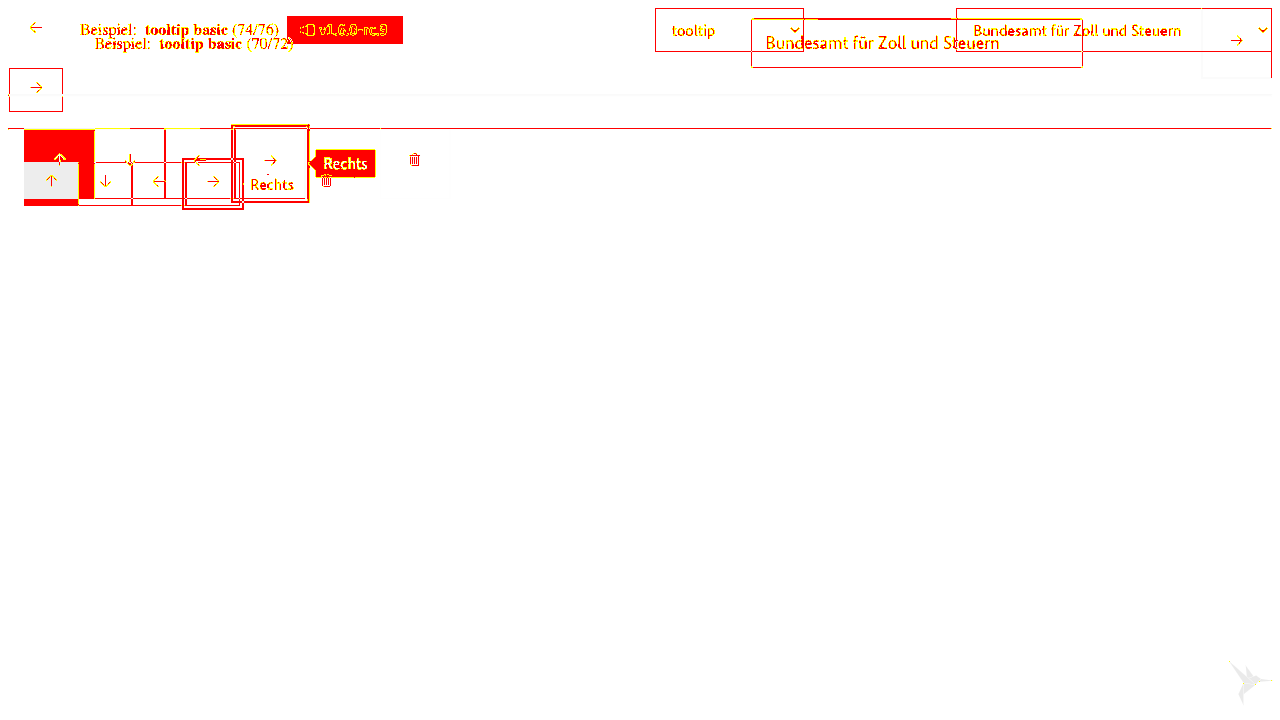 Beispiel: tooltip basic (74/76)
v1.6.0-rc.9
tooltip
Bundesamt für Zoll und Steuern
Beispiel: tooltip basic (70/72)
Bundesamt für Zoll und Steuern
Rechts
Rechts